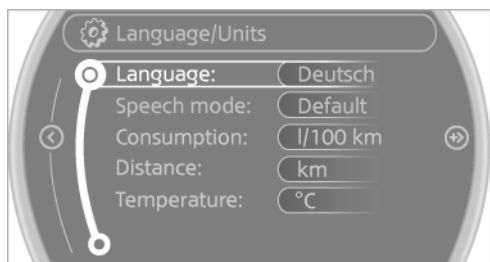 Language/Units
Language: Deutsch
Speech mode: Default
Consumption: l/100 km
Distance: km
Temperature: °C